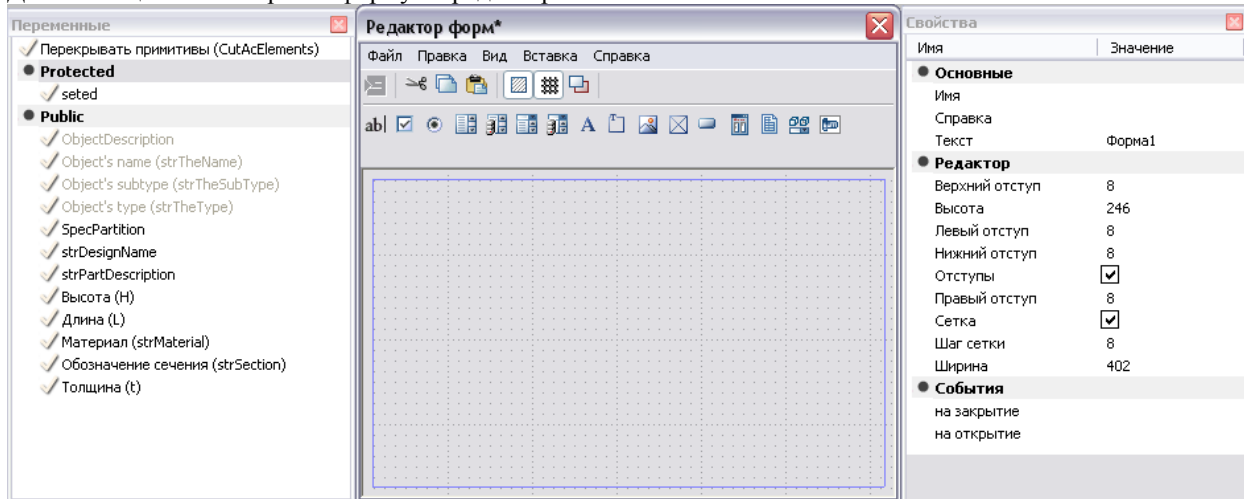 Переменные
Перекрывать примитивы (CutAcElements)
Protected
seted
Public
ObjectDescription
Object's name (strTheName)
Object's subtype (strTheSubType)
Object's type (strTheType)
SpecPartition
strDesignName
strPartDescription
Высота (H)
Длина (L)
Материал (strMaterial)
Обозначение сечения (strSection)
Толщина (t)
Редактор форм*
Файл Правка Вид Вставка Справка
ab| A
Свойства
Имя Значение
Основные
Имя
Справка
Текст Форма1
Редактор
Верхний отступ 8
Высота 246
Левый отступ 8
Нижний отступ 8
Отступы
Правый отступ 8
Сетка
Шаг сетки 8
Ширина 402
События
на закрытие
на открытие